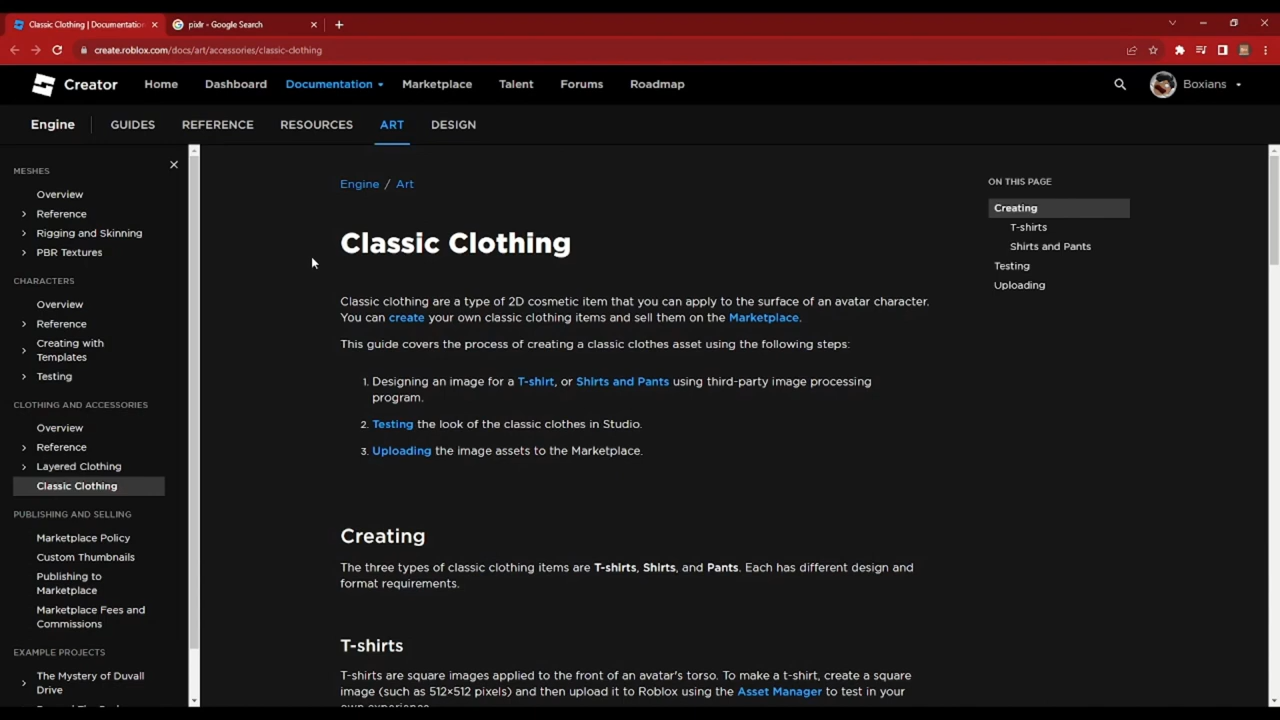 Classic Clothing | Documentation
pixlr - Google Search
create.roblox.com/docs/art/accessories/classic-clothing
Creator
Home
Dashboard
Documentation
Marketplace
Talent
Forums
Roadmap
Boxians
Engine
GUIDES
REFERENCE
RESOURCES
ART
DESIGN
MESHES
Overview
Reference
Rigging and Skinning
PBR Textures
CHARACTERS
Overview
Reference
Creating with
Templates
Testing
CLOTHING AND ACCESSORIES
Overview
Reference
Layered Clothing
Classic Clothing
PUBLISHING AND SELLING
Marketplace Policy
Custom Thumbnails
Publishing to
Marketplace
Marketplace Fees and
Commissions
EXAMPLE PROJECTS
The Mystery of Duvall
Drive
Engine / Art
Classic Clothing
Classic clothing are a type of 2D cosmetic item that you can apply to the surface of an avatar character.
You can create your own classic clothing items and sell them on the Marketplace.
This guide covers the process of creating a classic clothes asset using the following steps:
1. Designing an image for a T-shirt, or Shirts and Pants using third-party image processing
program.
2. Testing the look of the classic clothes in Studio.
3. Uploading the image assets to the Marketplace.
Creating
The three types of classic clothing items are T-shirts, Shirts, and Pants. Each has different design and
format requirements.
T-shirts
T-shirts are square images applied to the front of an avatar's torso. To make a t-shirt, create a square
image (such as 512×512 pixels) and then upload it to Roblox using the Asset Manager to test in your
own experience.
ON THIS PAGE
Creating
T-shirts
Shirts and Pants
Testing
Uploading